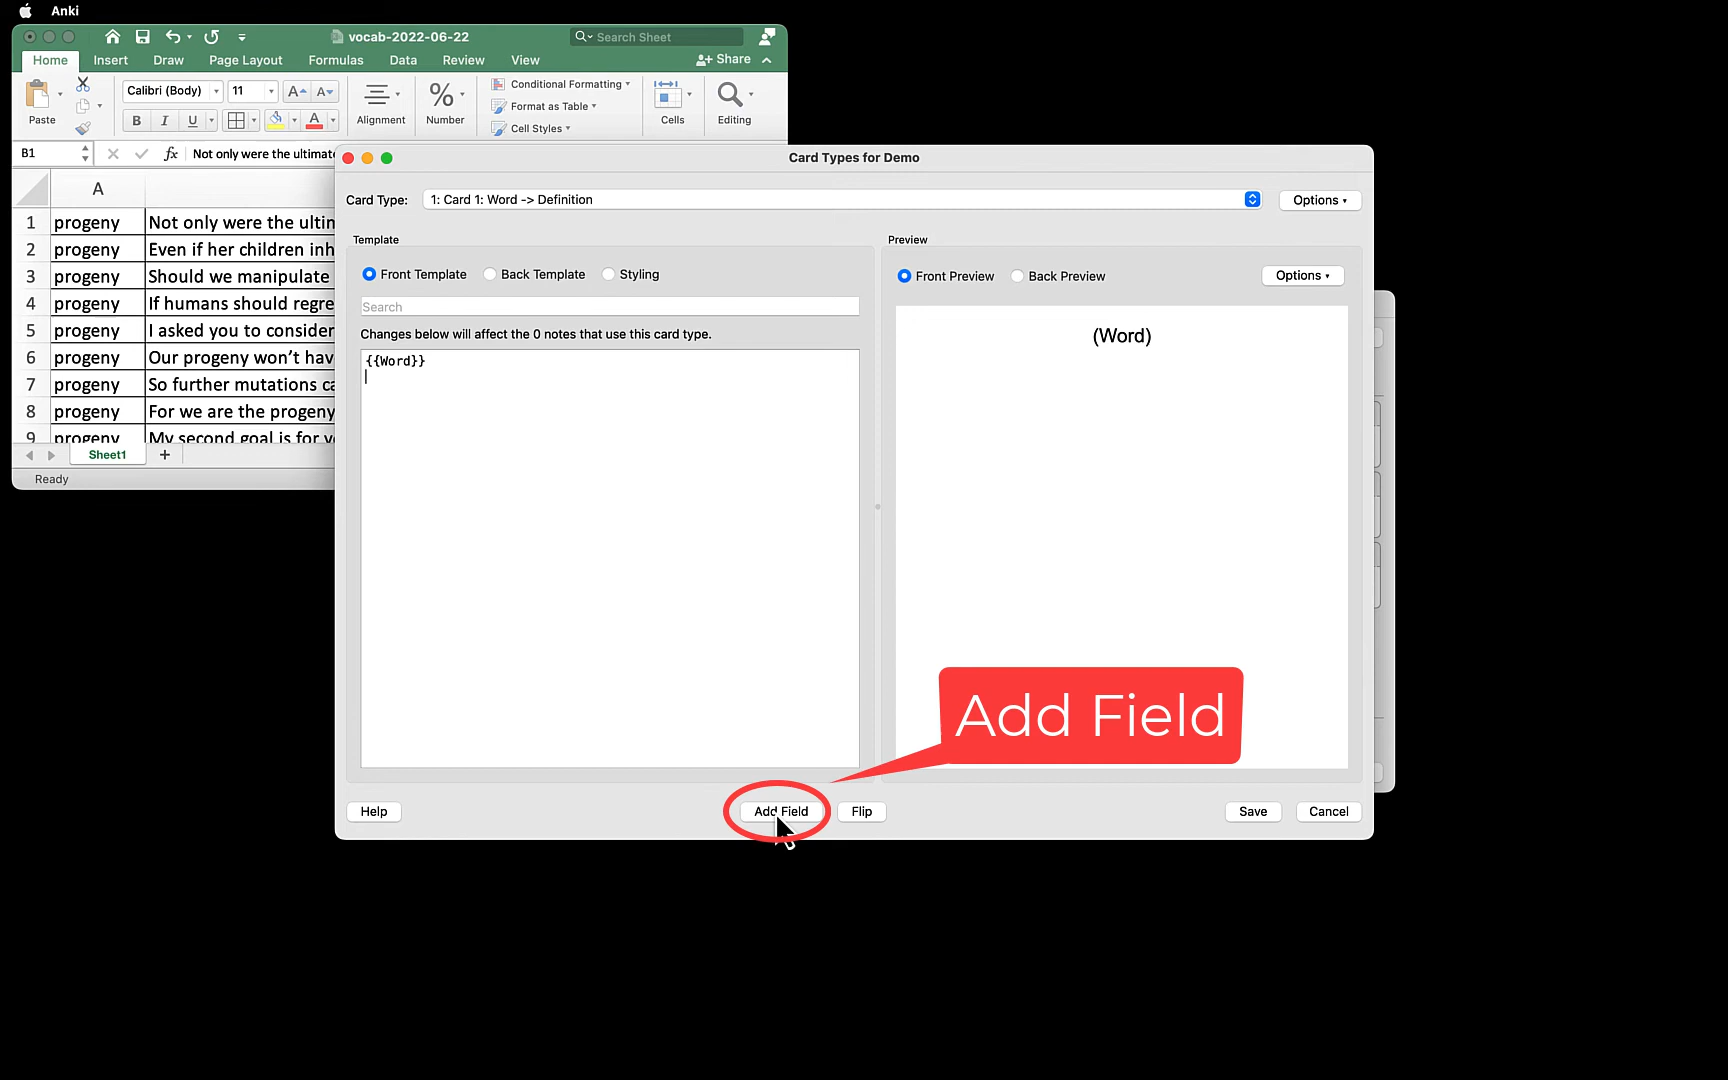 Anki
vocab-2022-06-22
Search Sheet
Home Insert Draw Page Layout Formulas Data Review View Share
Paste
Calibri (Body) 11
A A
B I U A
Alignment
%
Number
Conditional Formatting
Format as Table
Cell Styles
Cells
Editing
B1 fx Not only were the
A
1 progeny Not only were the
2 progeny Even if her children
3 progeny Should we manipulate
4 progeny If humans should
5 progeny I asked you to consider
6 progeny Our progeny won't
7 progeny So further mutations
8 progeny For we are the progeny
9 progeny My second goal is for
Sheet1 +
Ready
Card Types for Demo
Card Type: 1: Card 1: Word -> Definition Options
Template
Front Template Back Template Styling
Search
Changes below will affect the 0 notes that use this card type.
{{Word}}
Preview
Front Preview Back Preview Options
(Word)
Add Field
Help Add Field Flip Save Cancel